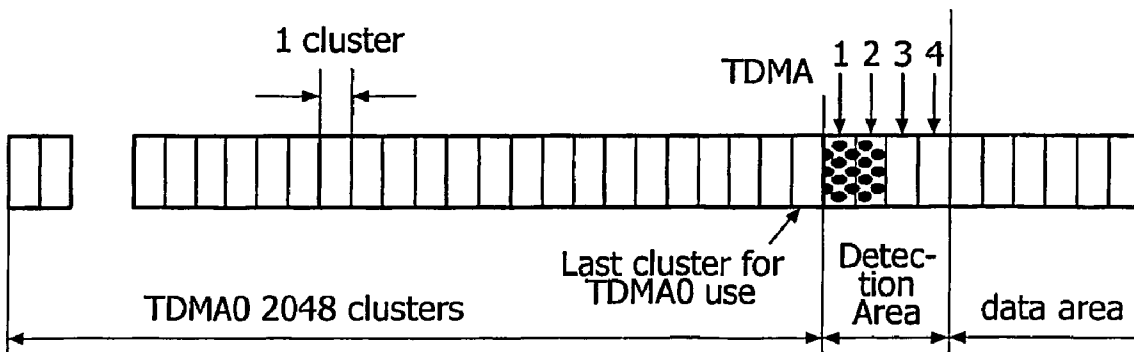 1 cluster
TDMA 1 2 3 4
Last cluster for
TDMA0 use
Detec-
tion
Area
TDMA0 2048 clusters
data area